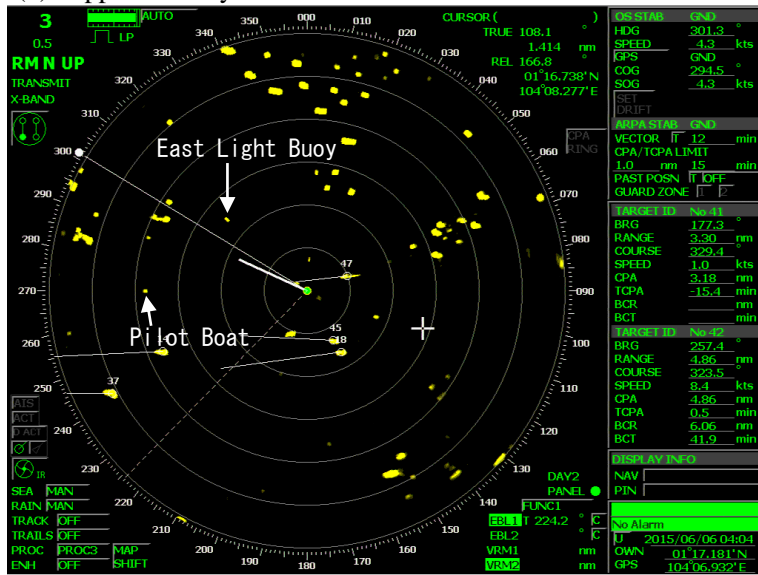 3
0.5
RM N UP
TRANSMIT
X-BAND
AUTO
LP
CURSOR ( )
TRUE 108.1 °
1.414 nm
REL 166.8 °
01°16.738'N
104°08.277'E
000
010
020
030
040
050
060
070
080
090
100
110
120
130
140
150
160
170
180
190
200
210
220
230
240
250
260
270
280
290
300
310
320
330
340
350
CPA
RING
East Light Buoy
Pilot Boat
47
45
18
37
AIS
ACT
D ACT
IR
SEA MAN
RAIN MAN
TRACK OFF
TRAILS OFF
PROC PROC3 MAP
ENH OFF SHIFT
DAY2
PANEL
FUNC1
EBL1 T 224.2 ° C
EBL2 ° C
VRM1 nm
VRM2 nm
OS STAB GND
HDG 301.3 °
SPEED 4.3 kts
GPS GND
COG 294.5 °
SOG 4.3 kts
SET
DRIFT
ARPA STAB GND
VECTOR T 12 min
CPA/TCPA LIMIT
1.0 nm 15 min
PAST POSN T OFF
GUARD ZONE 1 2
TARGET ID No 41
BRG 177.3 °
RANGE 3.30 nm
COURSE 329.4 °
SPEED 1.0 kts
CPA 3.18 nm
TCPA -15.4 min
BCR nm
BCT min
TARGET ID No 42
BRG 257.4 °
RANGE 4.86 nm
COURSE 323.5 °
SPEED 8.4 kts
CPA 4.86 nm
TCPA 0.5 min
BCR 6.06 nm
BCT 41.9 min
DISPLAY INFO
NAV
PIN
No Alarm
U 2015/06/06 04:04
OWN 01°17.181'N
GPS 104°06.932'E